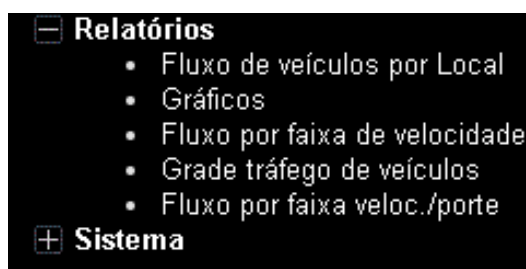 Relatórios
Fluxo de veículos por Local
Gráficos
Fluxo por faixa de velocidade
Grade tráfego de veículos
Fluxo por faixa veloc./porte
Sistema